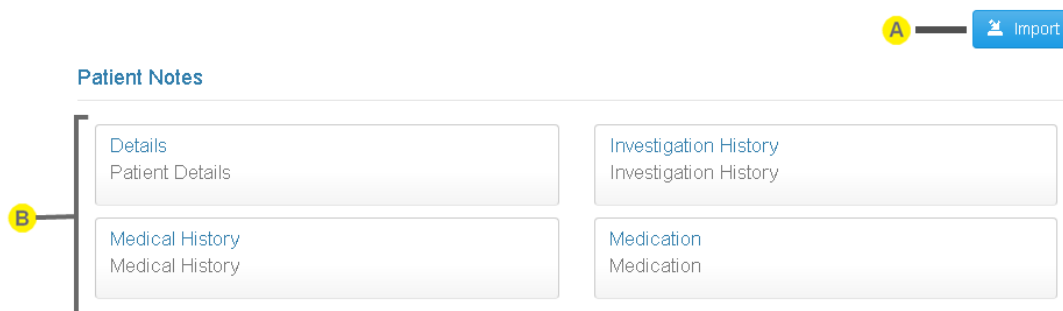 A
Import
Patient Notes
Details
Patient Details
Investigation History
Investigation History
B
Medical History
Medical History
Medication
Medication